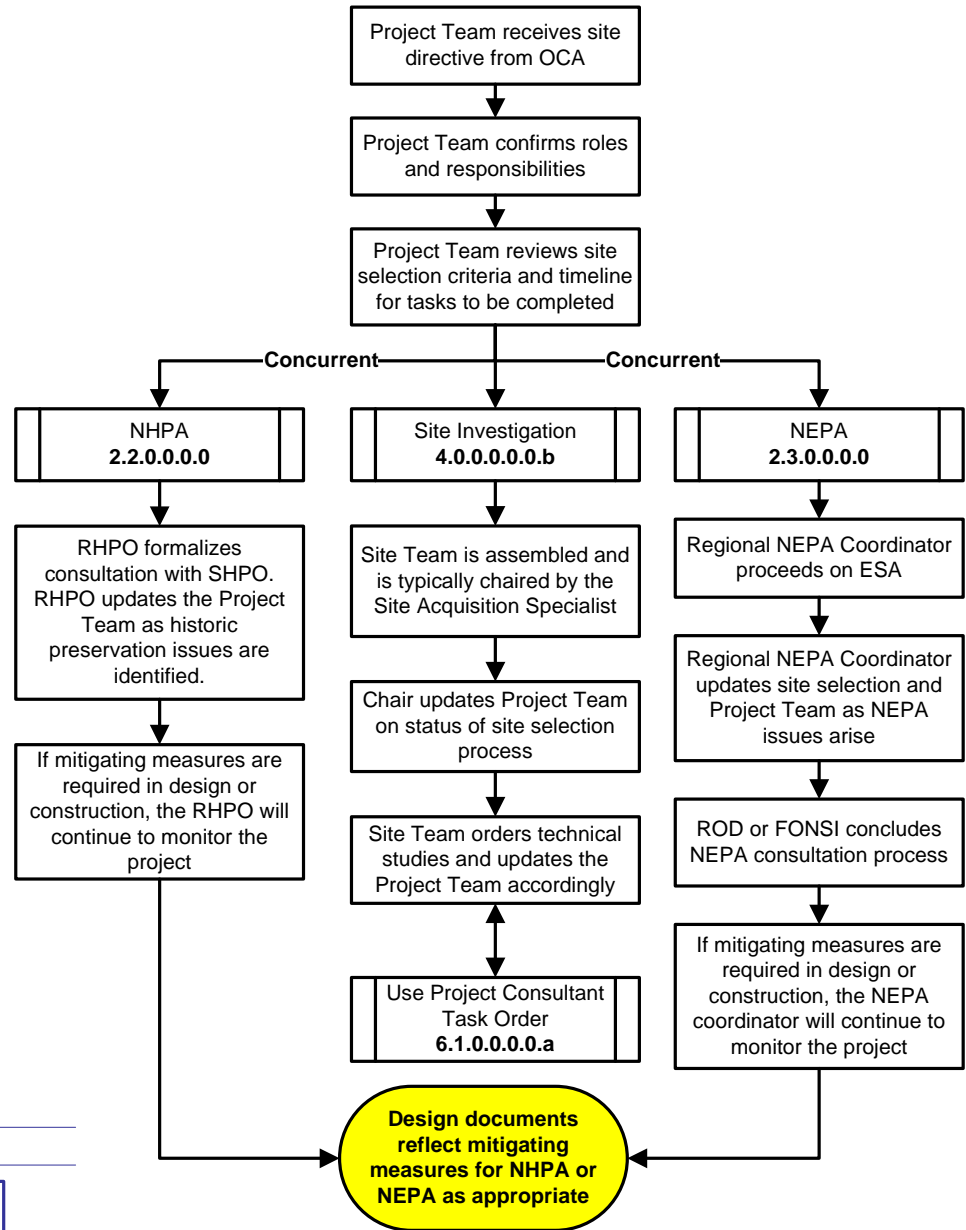 Project Team receives site
directive from OCA
Project Team confirms roles
and responsibilities
Project Team reviews site
selection criteria and timeline
for tasks to be completed
Concurrent
Concurrent
NHPA
2.2.0.0.0.0
RHPO formalizes
consultation with SHPO.
RHPO updates the Project
Team as historic
preservation issues are
identified.
If mitigating measures are
required in design or
construction, the RHPO will
continue to monitor the
project
Site Investigation
4.0.0.0.0.0.b
Site Team is assembled and
is typically chaired by the
Site Acquisition Specialist
Chair updates Project Team
on status of site selection
process
Site Team orders technical
studies and updates the
Project Team accordingly
Use Project Consultant
Task Order
6.1.0.0.0.0.a
NEPA
2.3.0.0.0.0
Regional NEPA Coordinator
proceeds on ESA
Regional NEPA Coordinator
updates site selection and
Project Team as NEPA
issues arise
ROD or FONSI concludes
NEPA consultation process
If mitigating measures are
required in design or
construction, the NEPA
coordinator will continue to
monitor the project
Design documents
reflect mitigating
measures for NHPA or
NEPA as appropriate